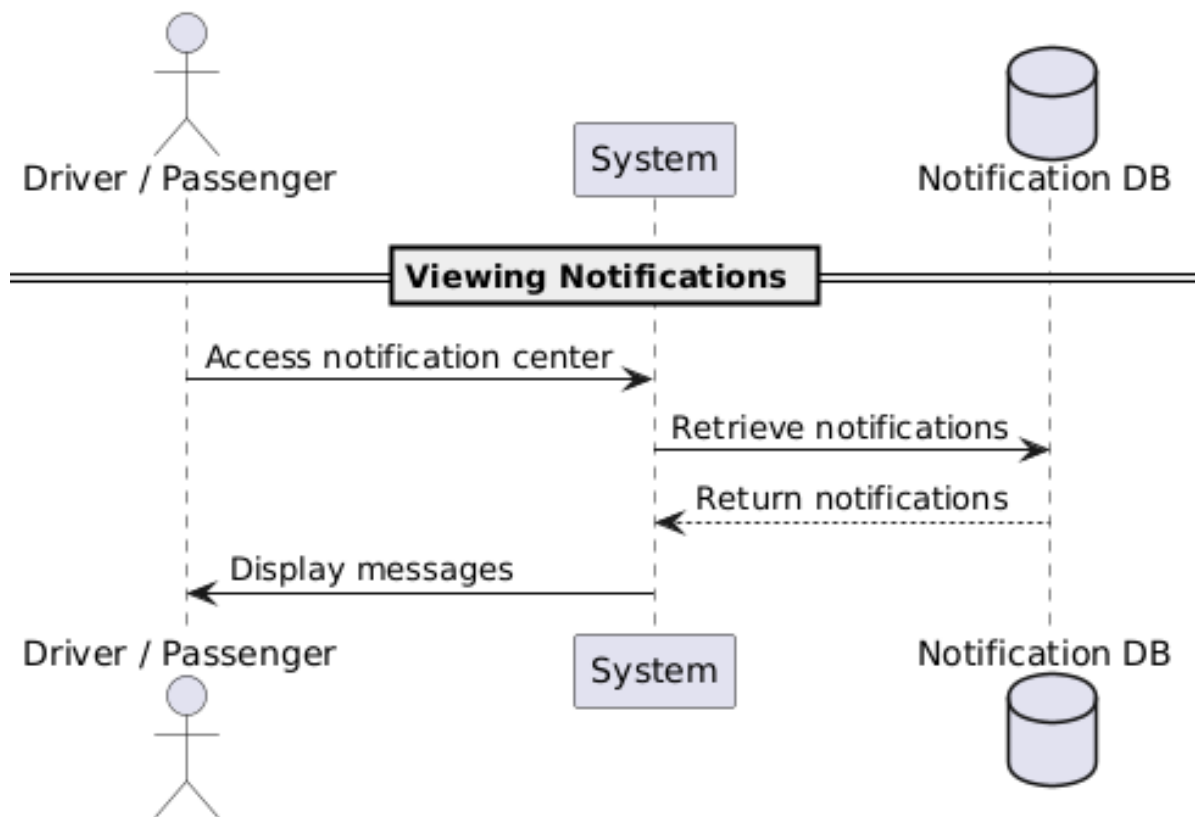 Driver / Passenger
System
Notification DB
Viewing Notifications
Access notification center
Retrieve notifications
Return notifications
Display messages
Driver / Passenger
System
Notification DB